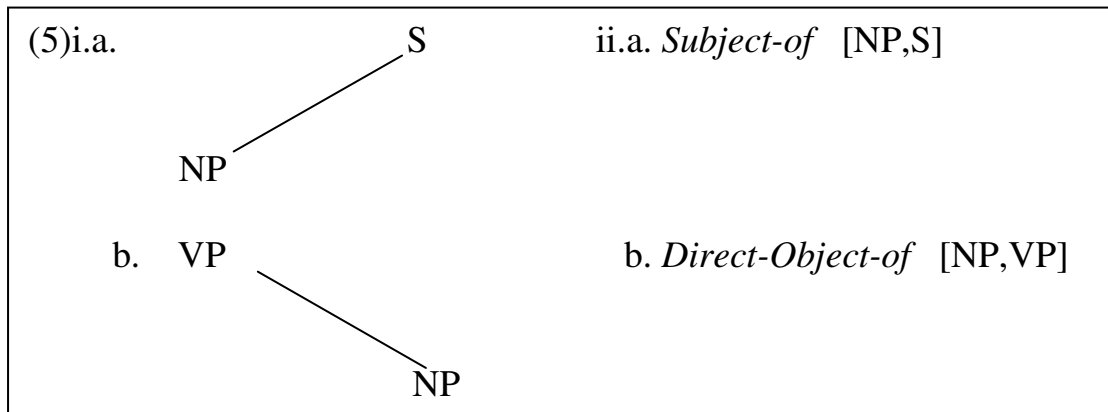 (5)i.a. S ii.a. Subject-of [NP,S]
NP
b. VP b. Direct-Object-of [NP,VP]
NP